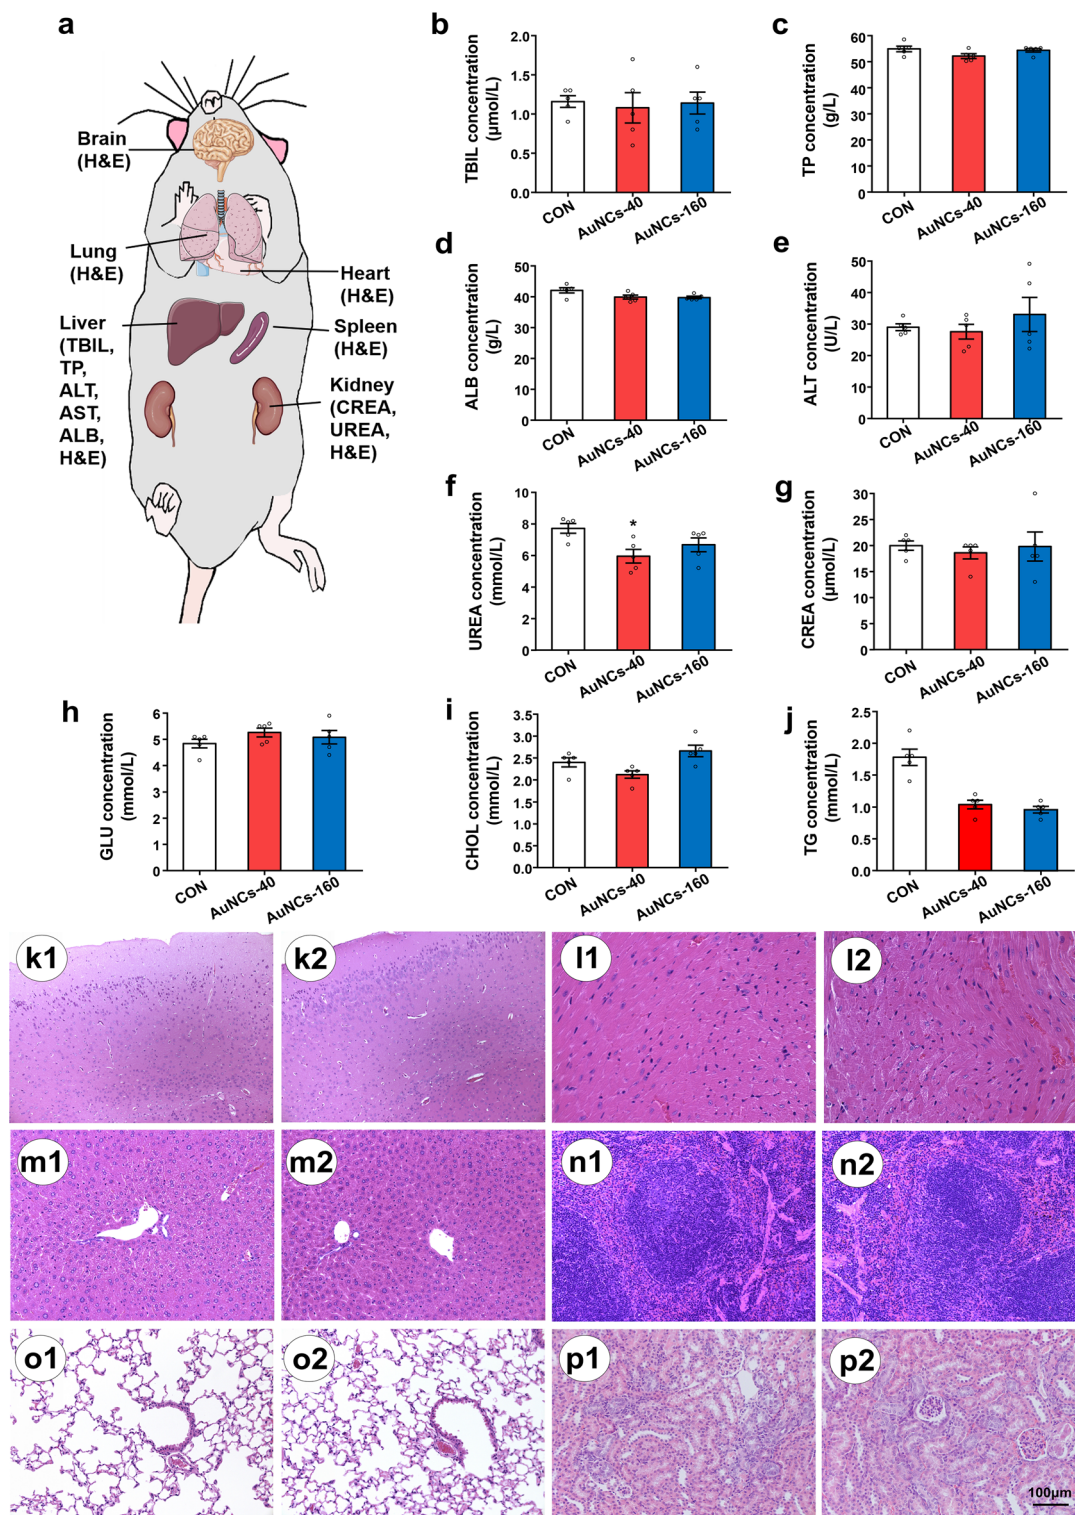 a
Brain
(H&E)
Lung
(H&E)
Heart
(H&E)
Liver
(TBIL,
TP,
ALT,
AST,
ALB,
H&E)
Spleen
(H&E)
Kidney
(CREA,
UREA,
H&E)
b
TBIL concentration
(μmol/L)
2.0
1.5
1.0
0.5
0.0
CON
AuNCs-40
AuNCs-160
c
TP concentration
(g/L)
60
50
40
30
20
10
0
CON
AuNCs-40
AuNCs-160
d
ALB concentration
(g/L)
50
40
30
20
10
0
CON
AuNCs-40
AuNCs-160
e
ALT concentration
(U/L)
50
40
30
20
10
0
CON
AuNCs-40
AuNCs-160
f
UREA concentration
(mmol/L)
10
8
6
4
2
0
*
CON
AuNCs-40
AuNCs-160
g
CREA concentration
(μmol/L)
30
25
20
15
10
5
0
CON
AuNCs-40
AuNCs-160
h
GLU concentration
(mmol/L)
6
5
4
3
2
1
0
CON
AuNCs-40
AuNCs-160
i
CHOL concentration
(mmol/L)
3.5
3.0
2.5
2.0
1.5
1.0
0.5
0.0
CON
AuNCs-40
AuNCs-160
j
TG concentration
(mmol/L)
2.5
2.0
1.5
1.0
0.5
0.0
CON
AuNCs-40
AuNCs-160
k1
k2
l1
l2
m1
m2
n1
n2
o1
o2
p1
p2
100μm